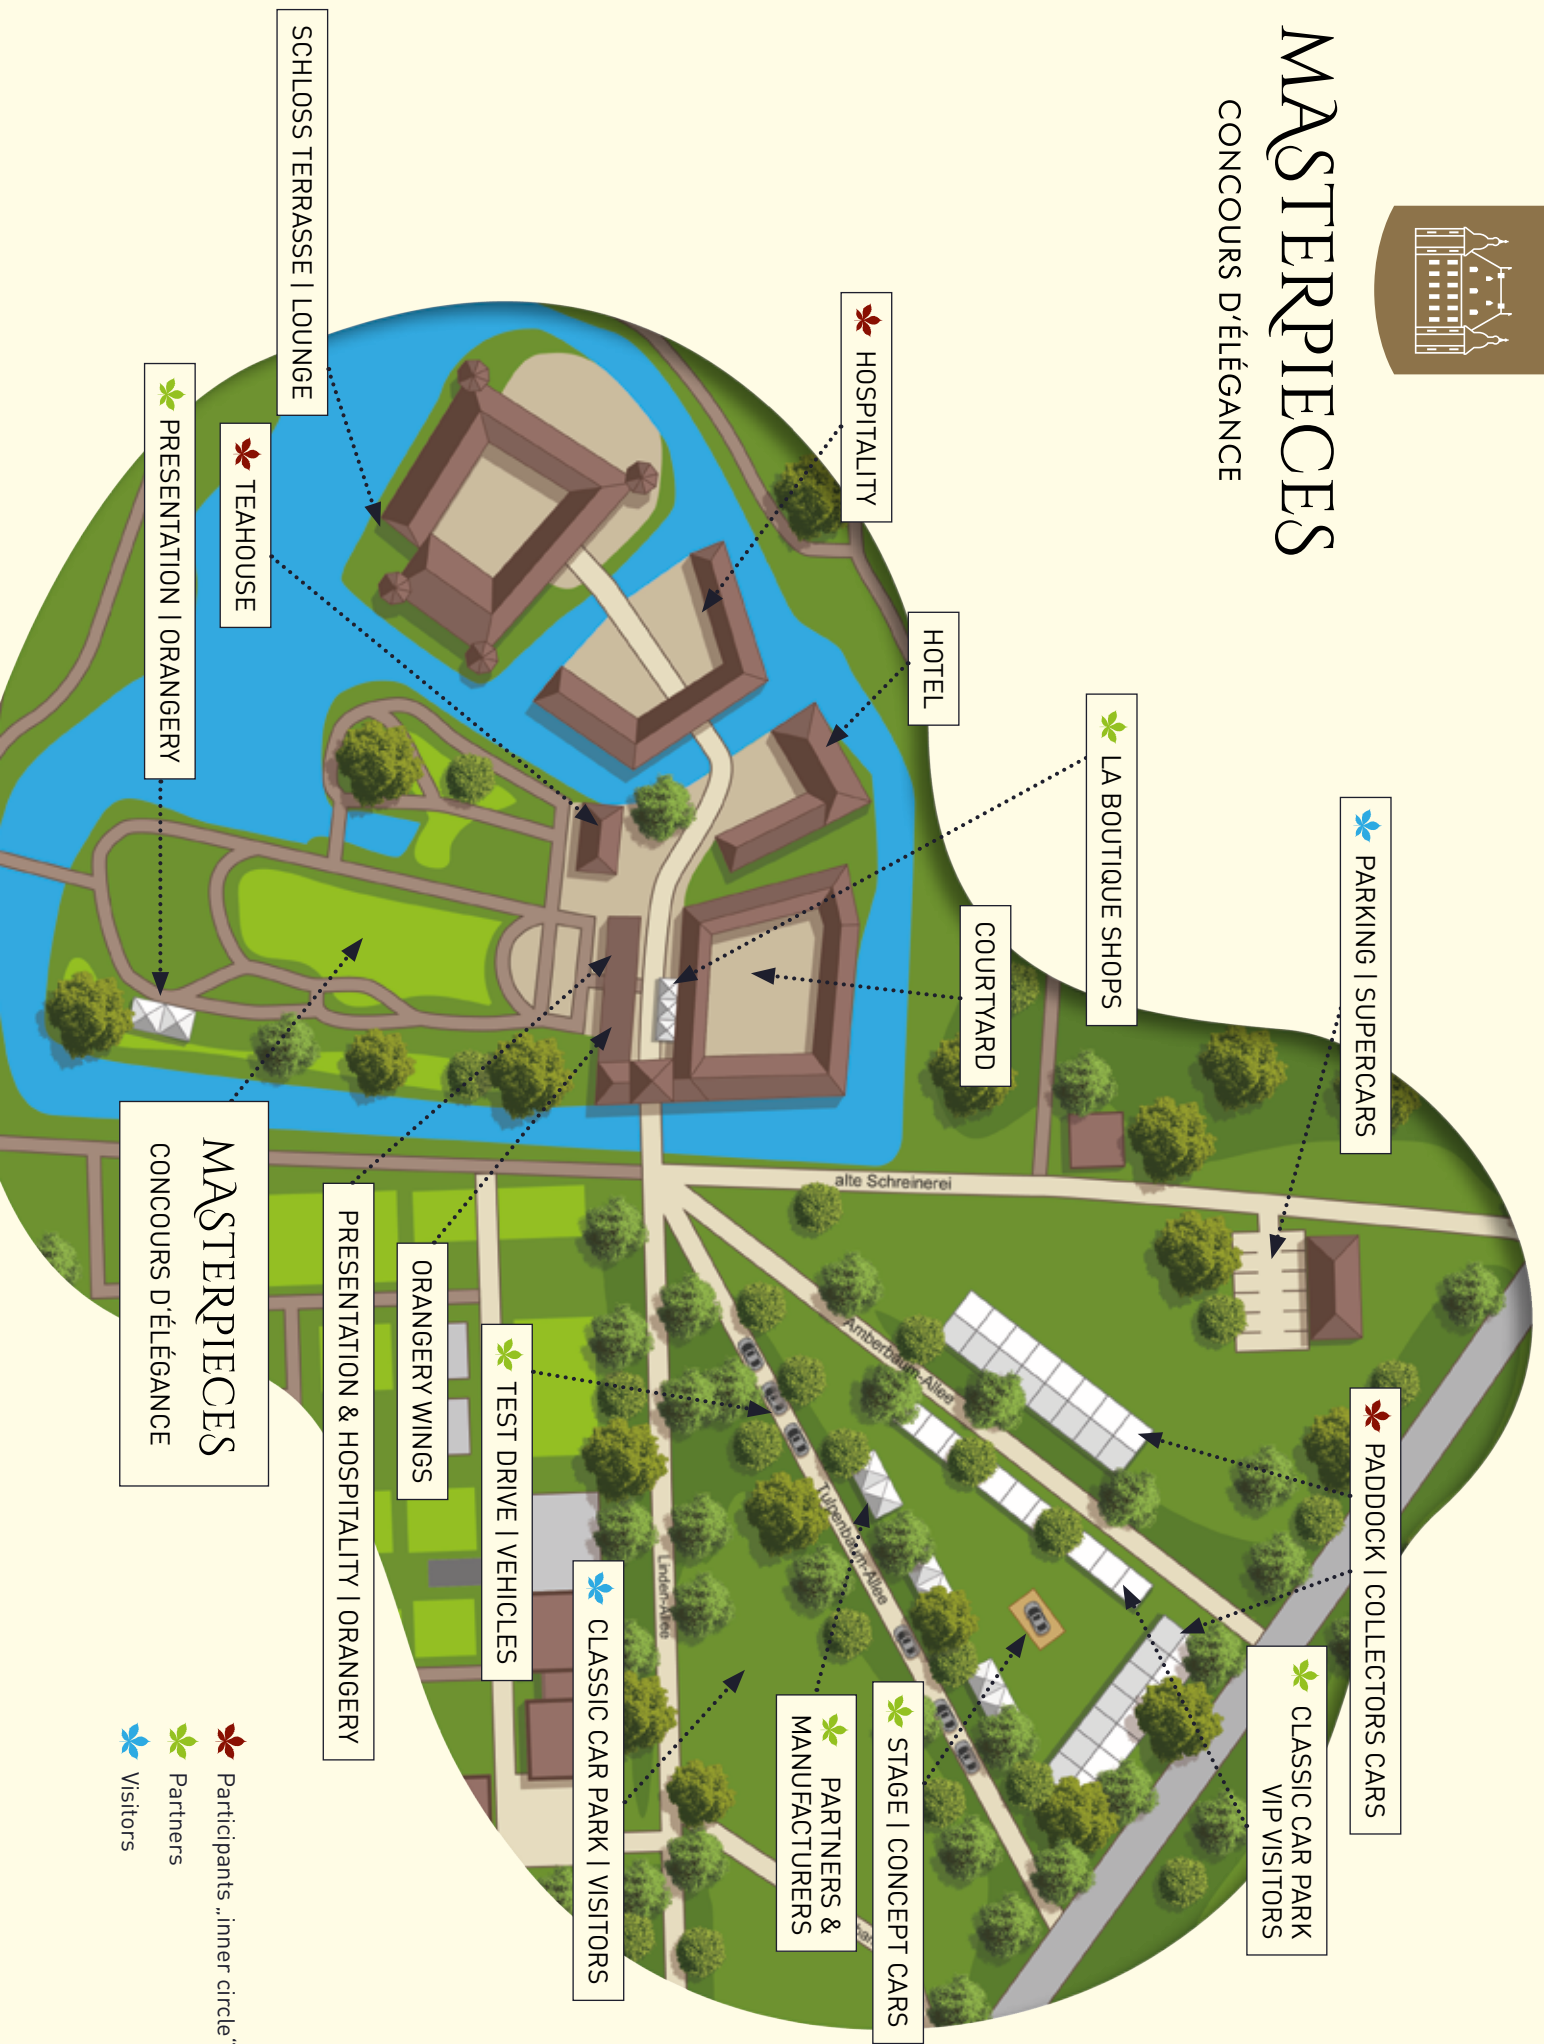 MASTERPIECES
CONCOURS D'ÉLÉGANCE
PARKING | SUPERCARS
PADDOCK | COLLECTORS CARS
CLASSIC CAR PARK
VIP VISITORS
LA BOUTIQUE SHOPS
COURTYARD
HOTEL
HOSPITALITY
STAGE | CONCEPT CARS
PARTNERS &
MANUFACTURERS
CLASSIC CAR PARK | VISITORS
TEST DRIVE | VEHICLES
ORANGERY WINGS
PRESENTATION & HOSPITALITY | ORANGERY
SCHLOSS TERRASSE | LOUNGE
TEAHOUSE
PRESENTATION | ORANGERY
MASTERPIECES
CONCOURS D'ÉLÉGANCE
alte Schreinerei
Amberbaum-Allee
Tulpenbaum-Allee
Linden-Allee
Participants „inner circle“
Partners
Visitors